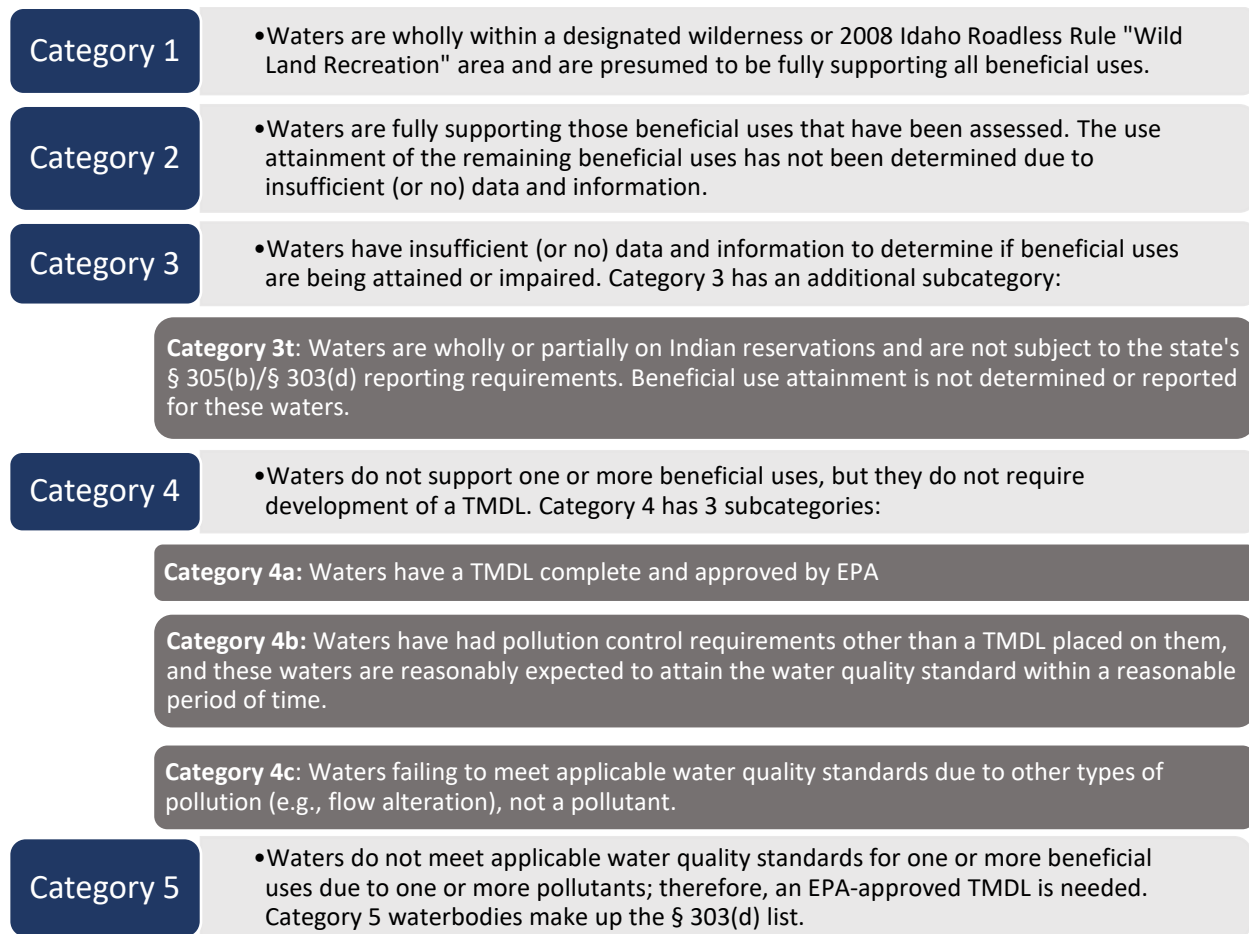 Category 1
•Waters are wholly within a designated wilderness or 2008 Idaho Roadless Rule "Wild
Land Recreation" area and are presumed to be fully supporting all beneficial uses.
Category 2
•Waters are fully supporting those beneficial uses that have been assessed. The use
attainment of the remaining beneficial uses has not been determined due to
insufficient (or no) data and information.
Category 3
•Waters have insufficient (or no) data and information to determine if beneficial uses
are being attained or impaired. Category 3 has an additional subcategory:
Category 3t: Waters are wholly or partially on Indian reservations and are not subject to the state's
§ 305(b)/§ 303(d) reporting requirements. Beneficial use attainment is not determined or reported
for these waters.
Category 4
•Waters do not support one or more beneficial uses, but they do not require
development of a TMDL. Category 4 has 3 subcategories:
Category 4a: Waters have a TMDL complete and approved by EPA
Category 4b: Waters have had pollution control requirements other than a TMDL placed on them,
and these waters are reasonably expected to attain the water quality standard within a reasonable
period of time.
Category 4c: Waters failing to meet applicable water quality standards due to other types of
pollution (e.g., flow alteration), not a pollutant.
Category 5
•Waters do not meet applicable water quality standards for one or more beneficial
uses due to one or more pollutants; therefore, an EPA-approved TMDL is needed.
Category 5 waterbodies make up the § 303(d) list.